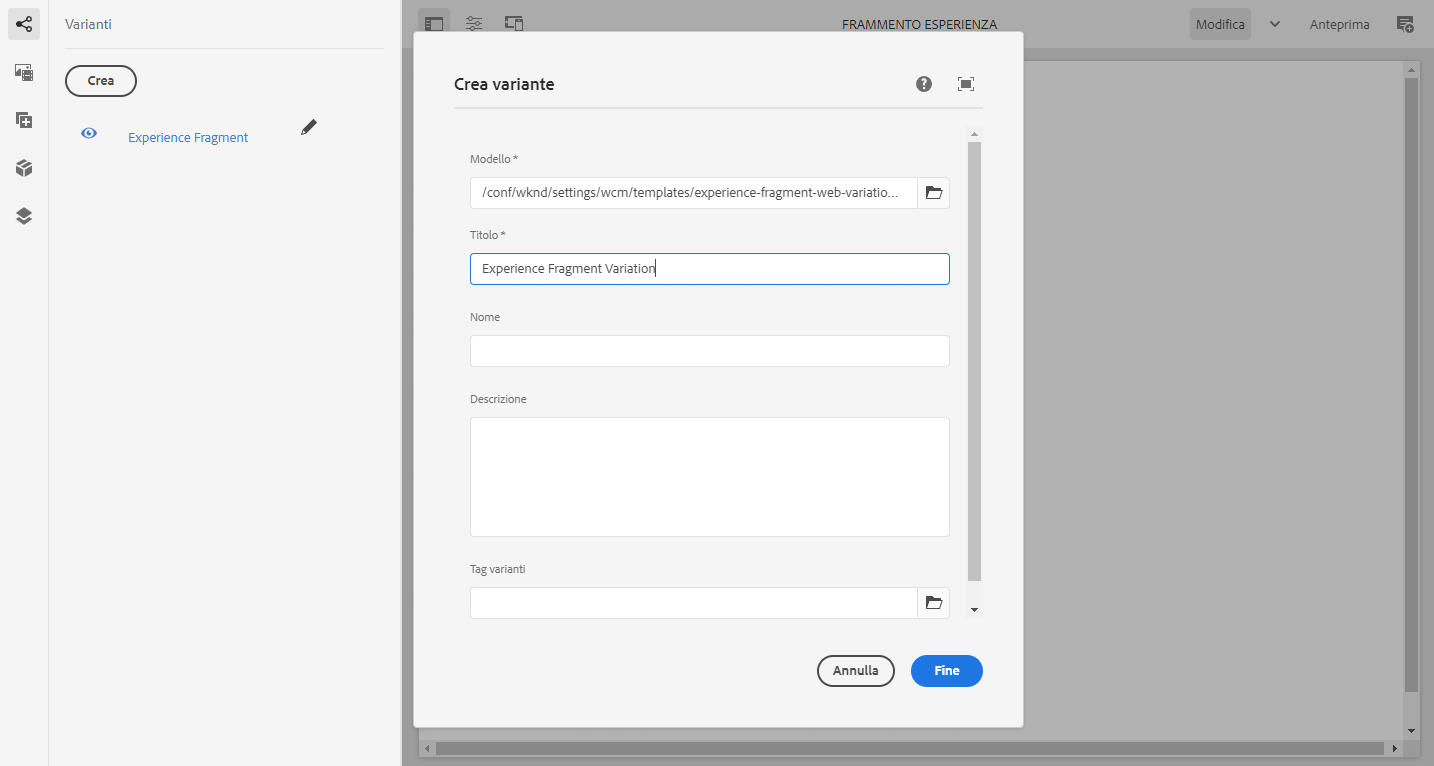 Varianti
FRAMMENTO ESPERIENZA
Modifica
Anteprima
Crea
Experience Fragment
Crea variante
Modello *
/conf/wknd/settings/wcm/templates/experience-fragment-web-variatio...
Titolo *
Experience Fragment Variation
Nome
Descrizione
Tag varianti
Annulla
Fine